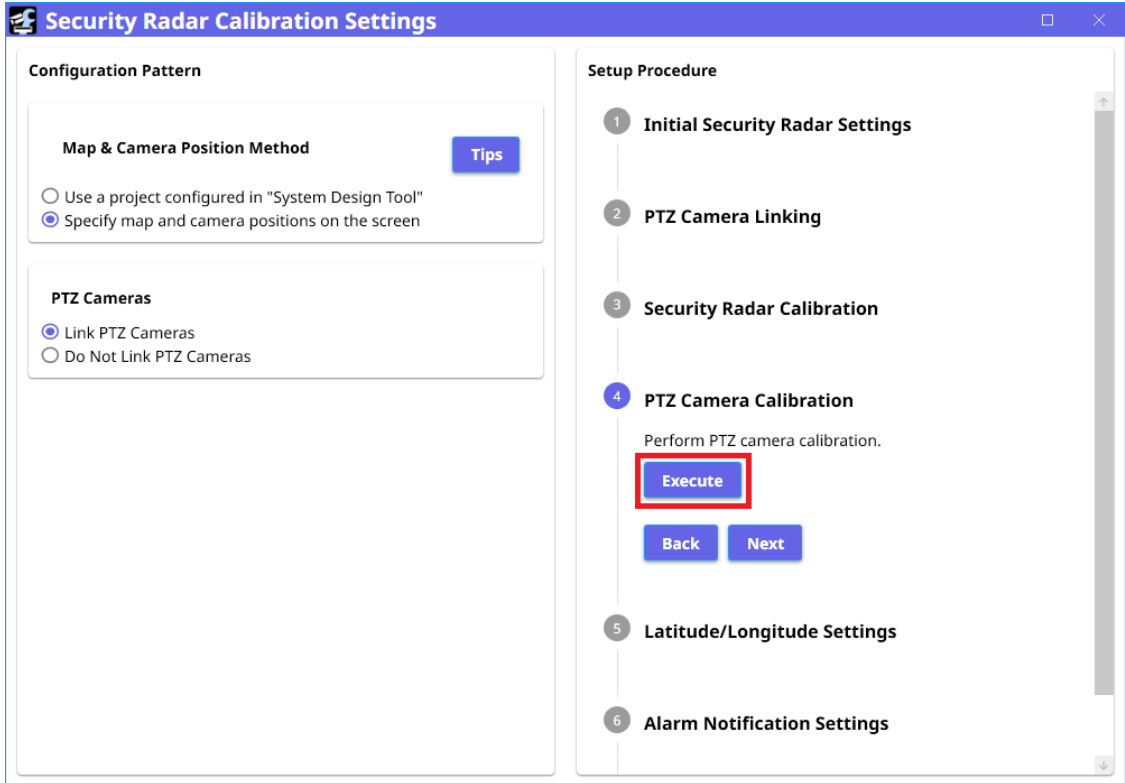 Security Radar Calibration Settings
Configuration Pattern
Map & Camera Position Method
Tips
Use a project configured in "System Design Tool"
Specify map and camera positions on the screen
PTZ Cameras
Link PTZ Cameras
Do Not Link PTZ Cameras
Setup Procedure
1 Initial Security Radar Settings
2 PTZ Camera Linking
3 Security Radar Calibration
4 PTZ Camera Calibration
Perform PTZ camera calibration.
Execute
Back Next
5 Latitude/Longitude Settings
6 Alarm Notification Settings